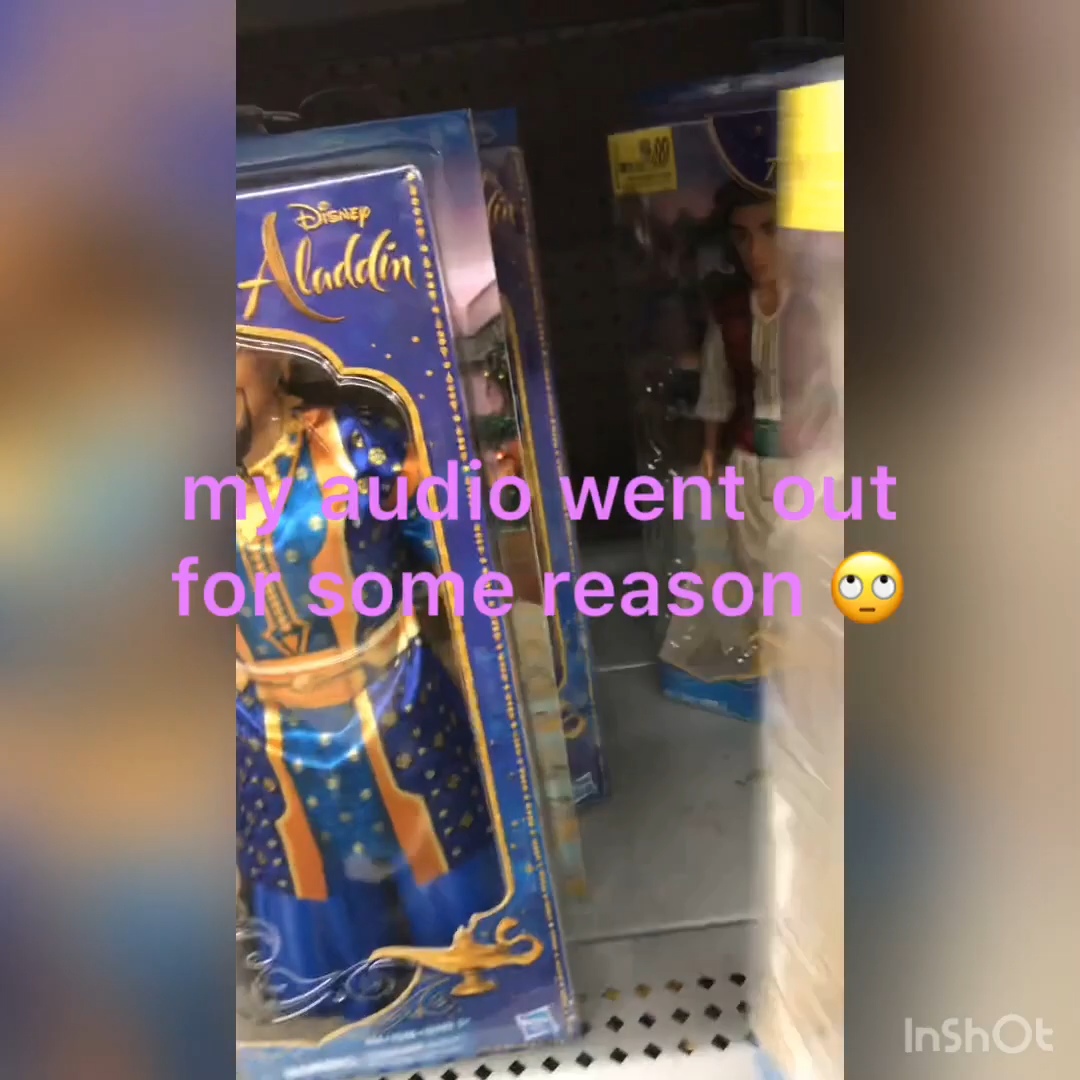 Disney
Aladdin
my audio went out
for some reason 🙄
InShOt